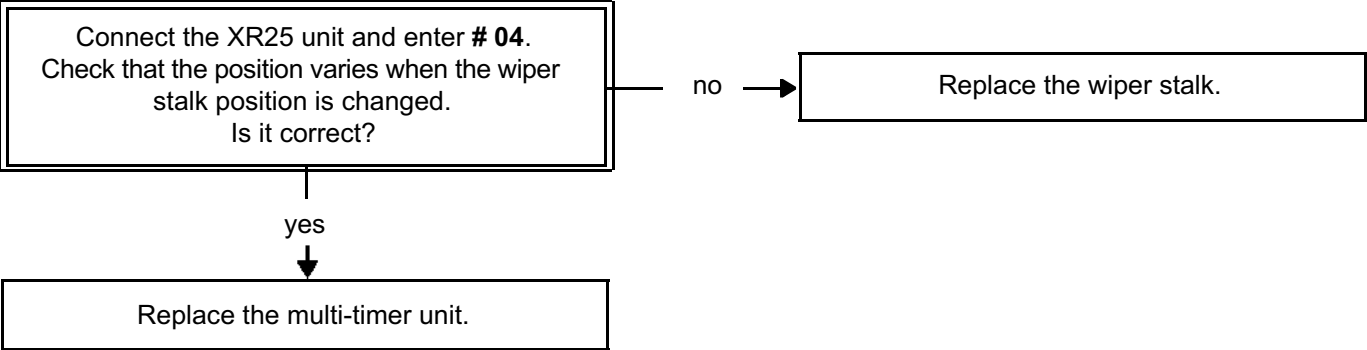 Connect the XR25 unit and enter # 04.
Check that the position varies when the wiper
stalk position is changed.
Is it correct?
no
Replace the wiper stalk.
yes
Replace the multi-timer unit.